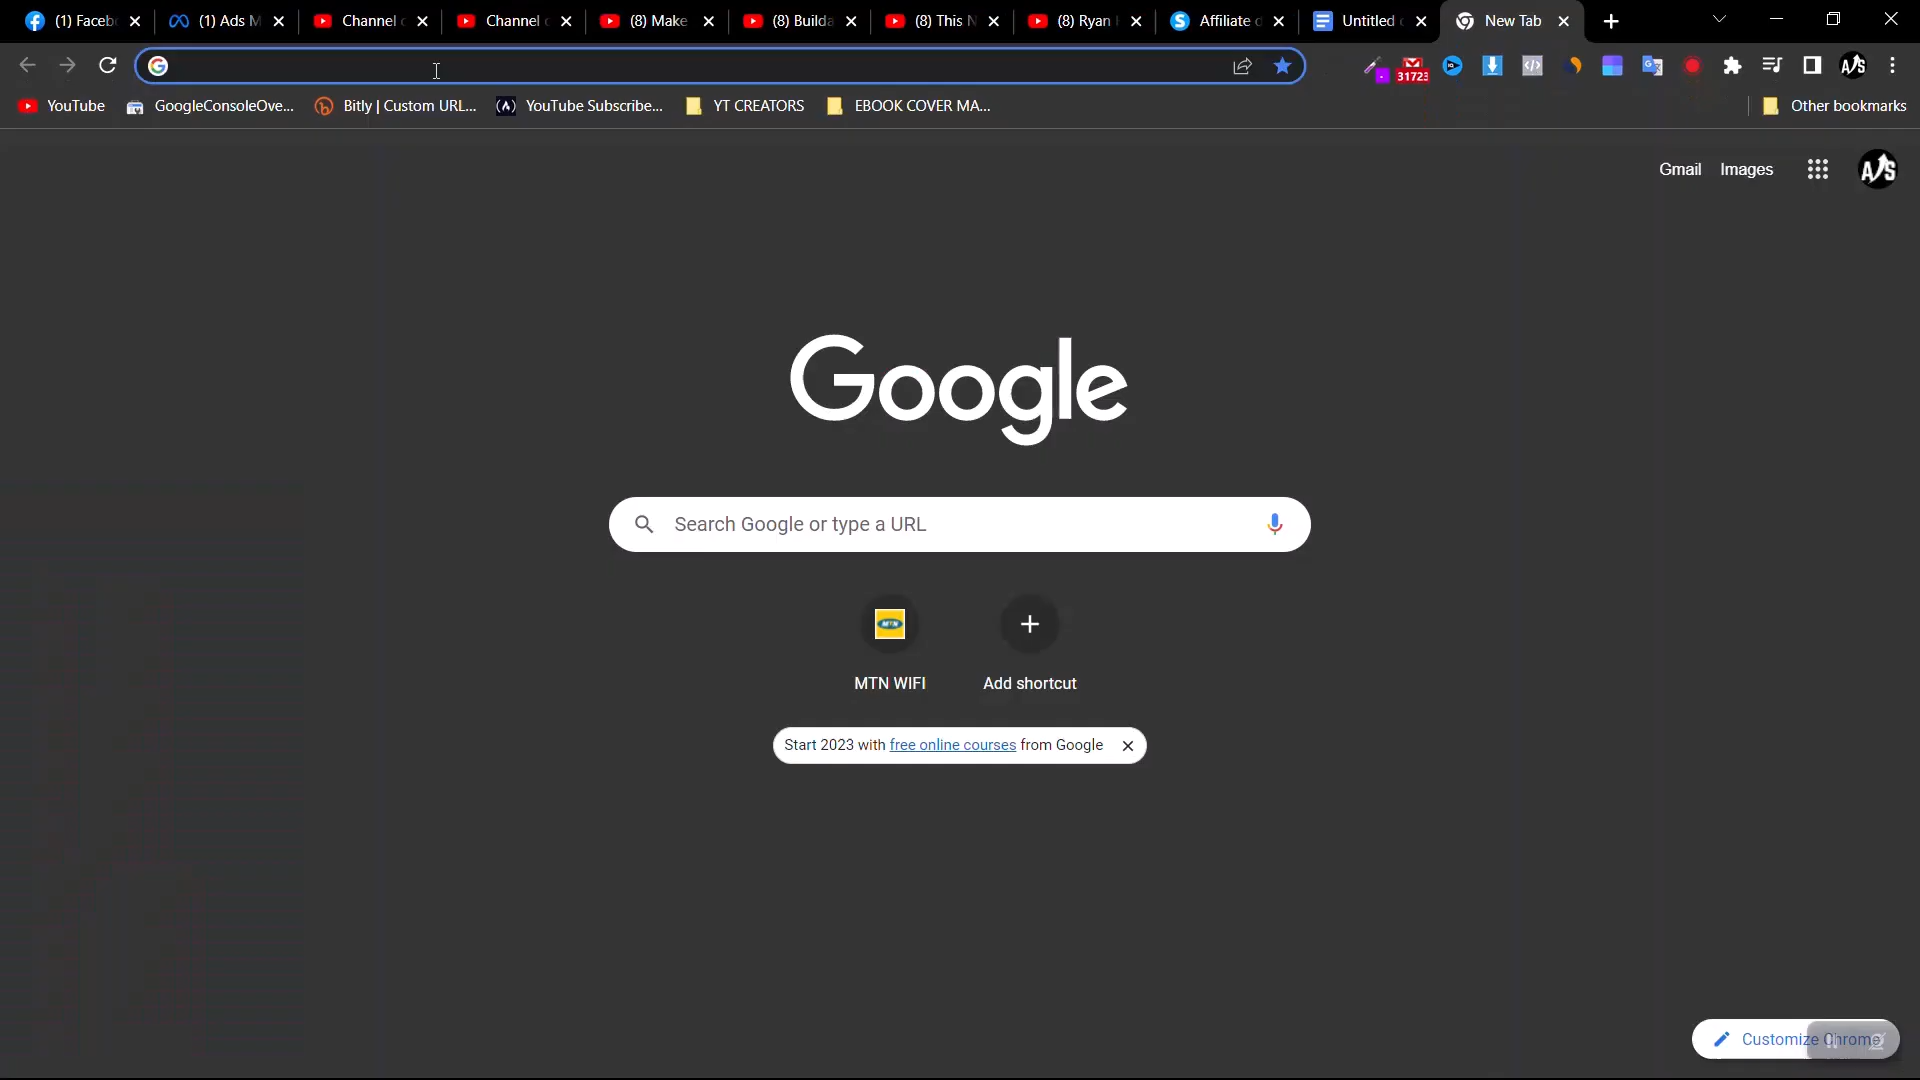 (1) Faceb
(1) Ads M
Channel
Channel
(8) Make
(8) Builda
(8) This N
(8) Ryan
Affiliate
Untitled
New Tab
31723
YouTube
GoogleConsoleOve...
Bitly | Custom URL...
YouTube Subscribe...
YT CREATORS
EBOOK COVER MA...
Other bookmarks
Gmail
Images
Google
Search Google or type a URL
MTN WIFI
Add shortcut
Start 2023 with free online courses from Google
Customize Chrome